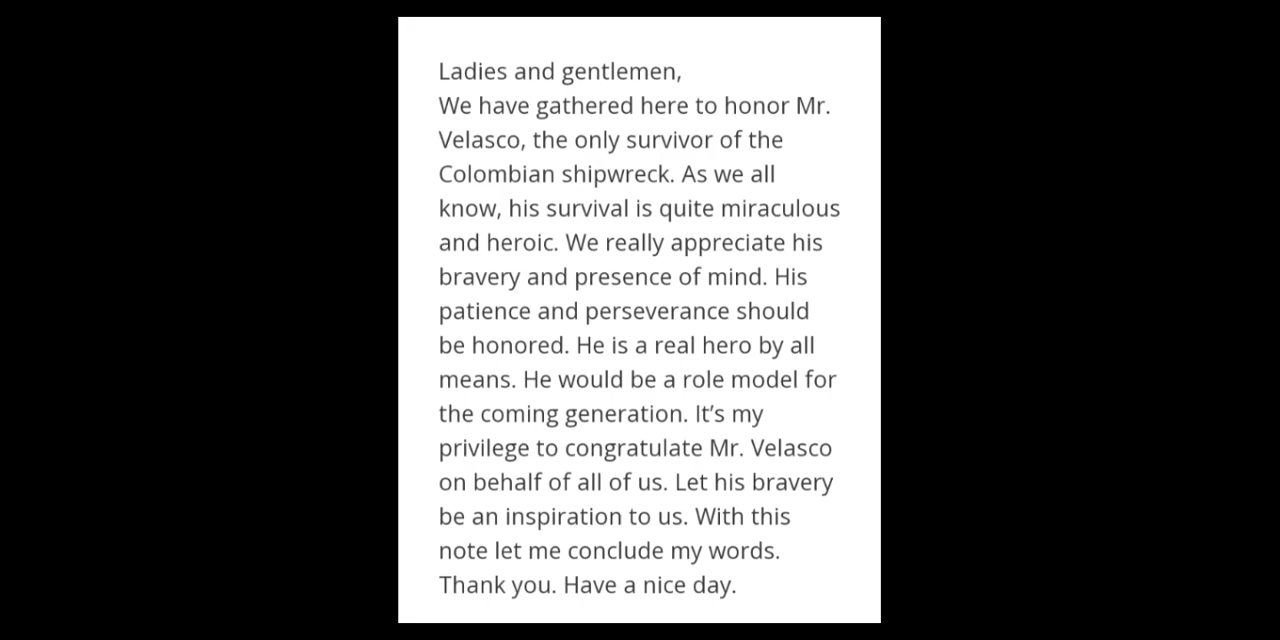 Ladies and gentlemen,
We have gathered here to honor Mr.
Velasco, the only survivor of the
Colombian shipwreck. As we all
know, his survival is quite miraculous
and heroic. We really appreciate his
bravery and presence of mind. His
patience and perseverance should
be honored. He is a real hero by all
means. He would be a role model for
the coming generation. It’s my
privilege to congratulate Mr. Velasco
on behalf of all of us. Let his bravery
be an inspiration to us. With this
note let me conclude my words.
Thank you. Have a nice day.